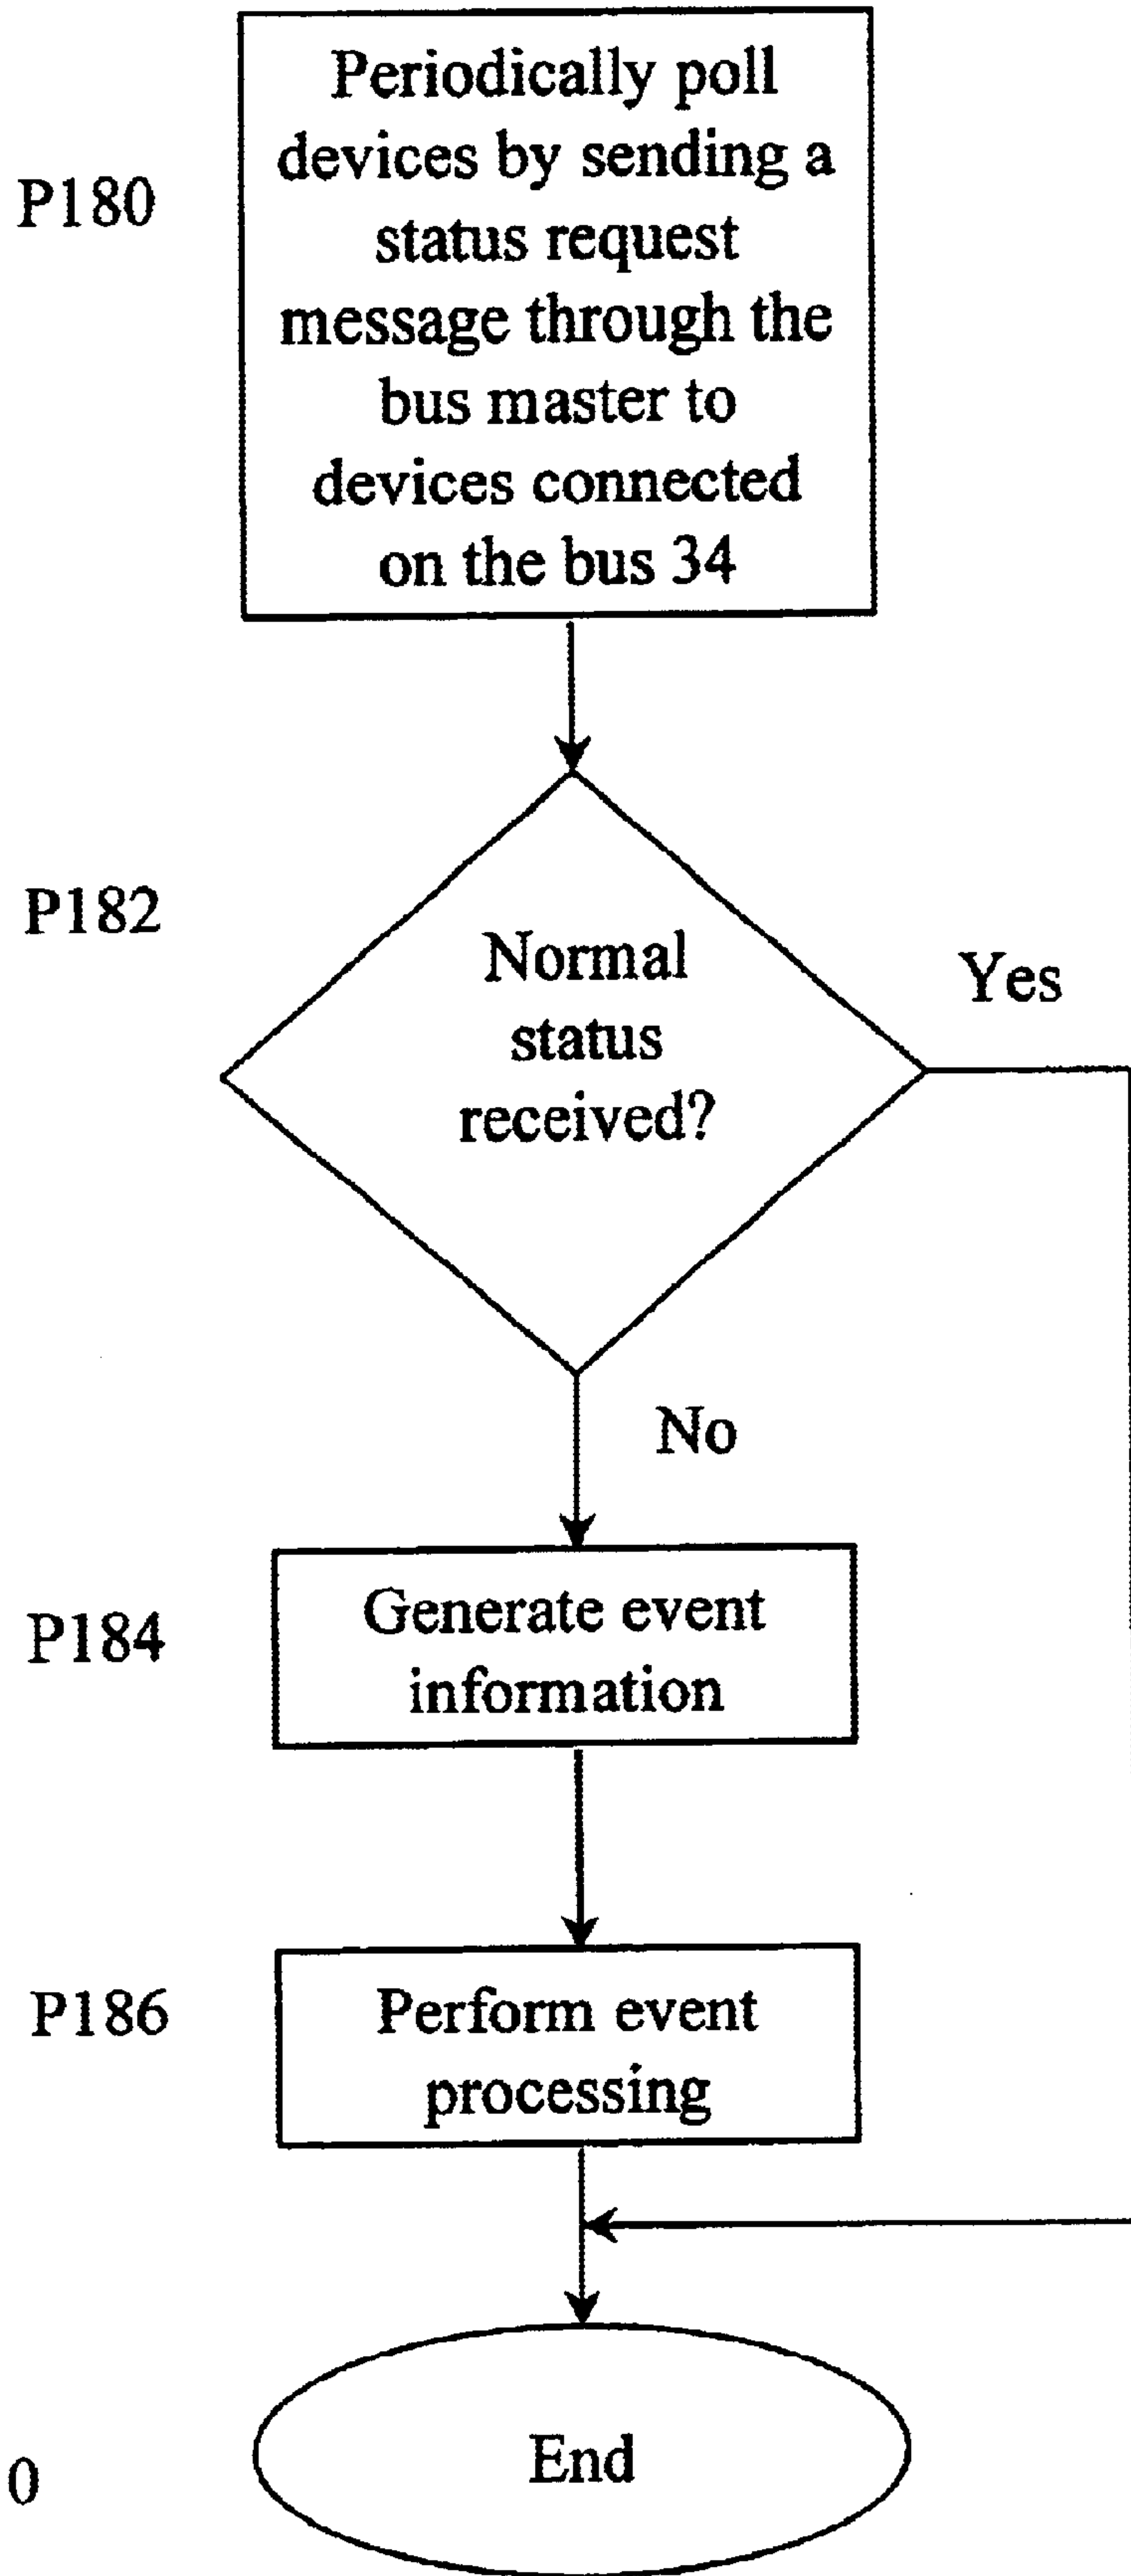 P180
Periodically poll
devices by sending a
status request
message through the
bus master to
devices connected
on the bus 34
P182
Normal
status
received?
Yes
No
P184
Generate event
information
P186
Perform event
processing
0
End